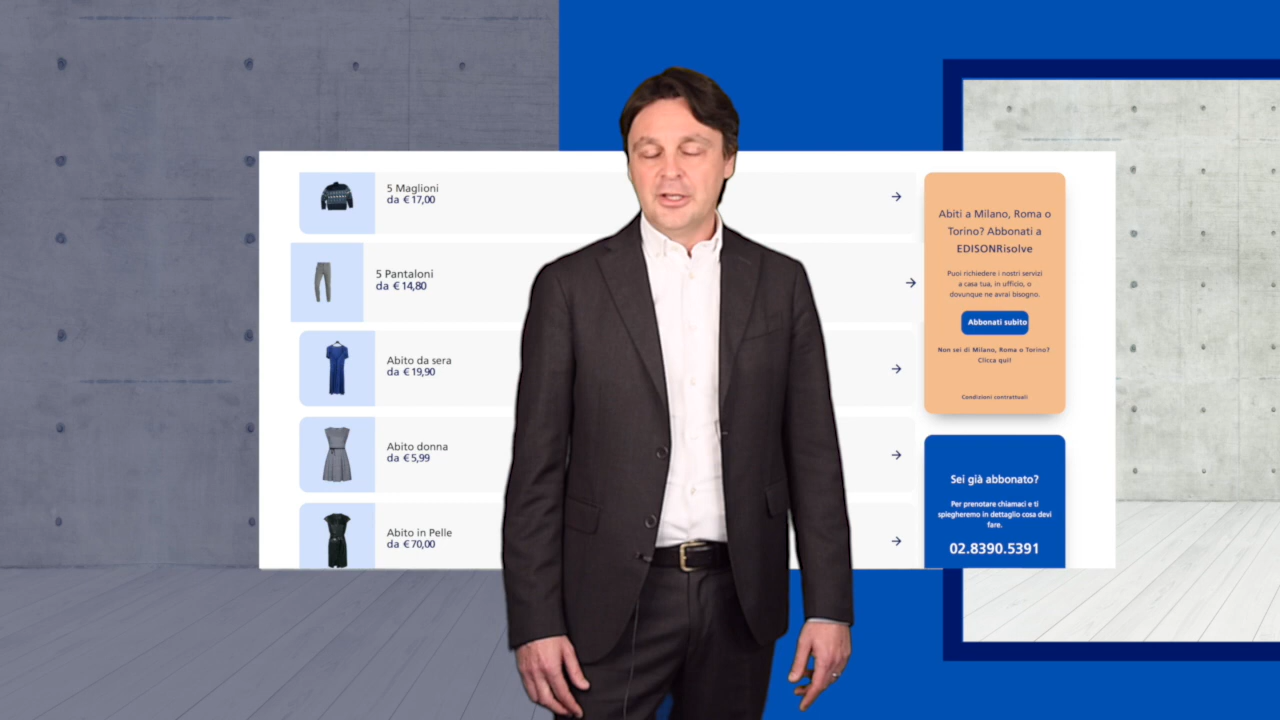 5 Maglioni
da € 17,00
5 Pantaloni
da € 14,80
Abito da sera
da € 19,90
Abito donna
da € 5,99
Abito in Pelle
da € 70,00
Abiti a Milano, Roma o
Torino? Abbonati a
EDISONRisolve
Puoi richiedere i nostri servizi
a casa tua, in ufficio, o
dovunque ne avrai bisogno.
Abbonati subito
Non sei di Milano, Roma o Torino?
Clicca qui!
Condizioni contrattuali
Sei già abbonato?
Per prenotare chiamaci e ti
spiegheremo in dettaglio cosa devi
fare.
02.8390.5391